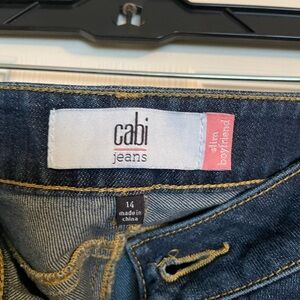 cabi
jeans
slim
boyfriend
14
made in
china